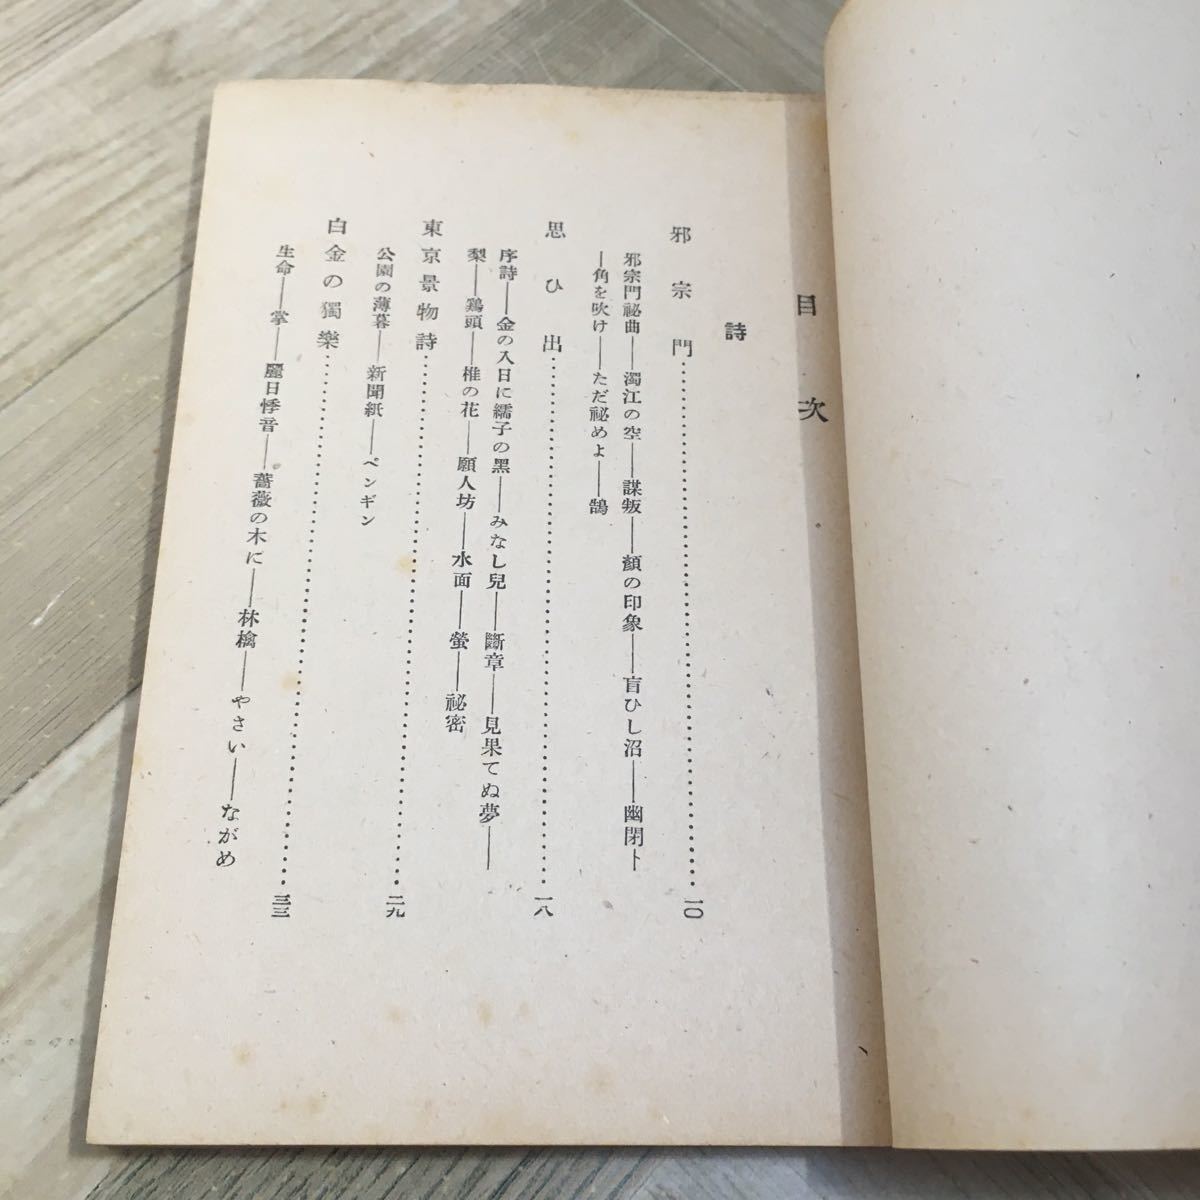 目次
詩
邪宗門……………………一〇
邪宗門祕曲――濁江の空――謀叛――顏の印象――盲ひし沼――幽閉―
―角を吹け――ただ祕めよ――鵠
思ひ出……………………一八
序詩――金の入日に繻子の黑――みなし兒――斷章――見果てぬ夢――
梨――鷄頭――椎の花――願人坊――水面――螢――祕密
東京景物詩……………………二九
公園の薄暮――新聞紙――ペンギン
白金の獨樂……………………三三
生命――掌――麗日悸音――薔薇の木に――林檎――やさい――ながめ